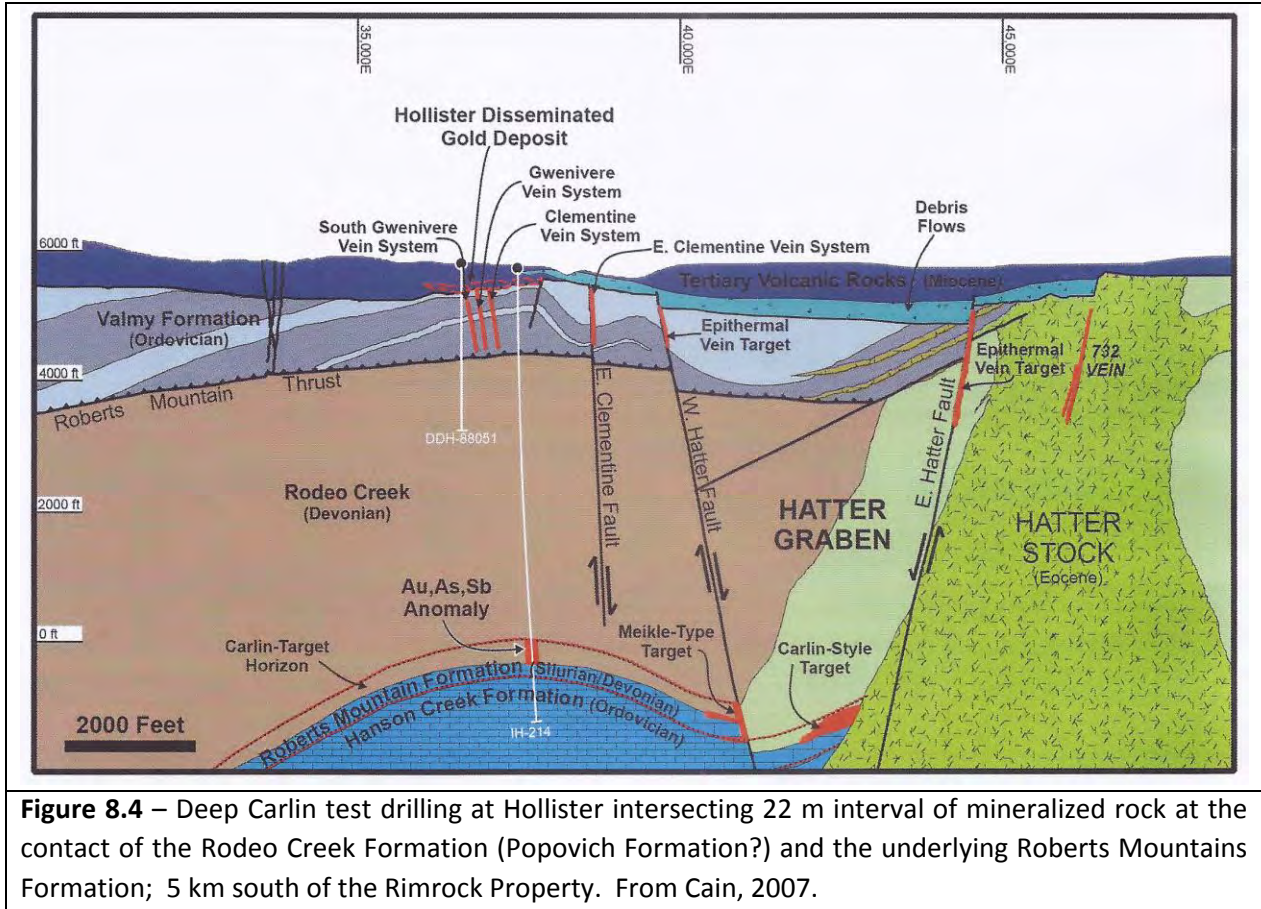 35,000E
40,000E
45,000E
Hollister Disseminated
Gold Deposit
Gwenivere
Vein System
South Gwenivere
Vein System
Clementine
Vein System
E. Clementine Vein System
Debris
Flows
6000 ft
Tertiary Volcanic Rocks (Miocene)
Valmy Formation
(Ordovician)
Epithermal
Vein Target
Epithermal
Vein Target
732
VEIN
4000 ft
Roberts Mountain Thrust
DDH-88051
E. Clementine Fault
W. Hatter Fault
E. Hatter Fault
2000 ft
Rodeo Creek
(Devonian)
HATTER
GRABEN
HATTER
STOCK
(Eocene)
Au,As,Sb
Anomaly
0 ft
Carlin-Target
Horizon
Meikle-Type
Target
Carlin-Style
Target
Roberts Mountain Formation (Silurian/Devonian)
Hanson Creek Formation (Ordovician)
2000 Feet
IH-214
Figure 8.4 – Deep Carlin test drilling at Hollister intersecting 22 m interval of mineralized rock at the
contact of the Rodeo Creek Formation (Popovich Formation?) and the underlying Roberts Mountains
Formation; 5 km south of the Rimrock Property. From Cain, 2007.